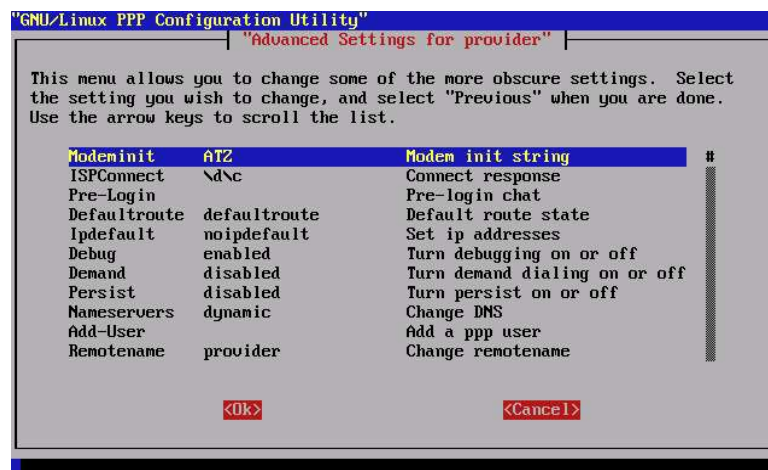 "GNU/Linux PPP Configuration Utility"
"Advanced Settings for provider"
This menu allows you to change some of the more obscure settings.  Select
the setting you wish to change, and select "Previous" when you are done.
Use the arrow keys to scroll the list.
Modeminit ATZ Modem init string #
ISPConnect \d\c Connect response
Pre-Login Pre-login chat
Defaultroute defaultroute Default route state
Ipdefault noipdefault Set ip addresses
Debug enabled Turn debugging on or off
Demand disabled Turn demand dialing on or off
Persist disabled Turn persist on or off
Nameservers dynamic Change DNS
Add-User Add a ppp user
Remotename provider Change remotename
<Ok> <Cancel>